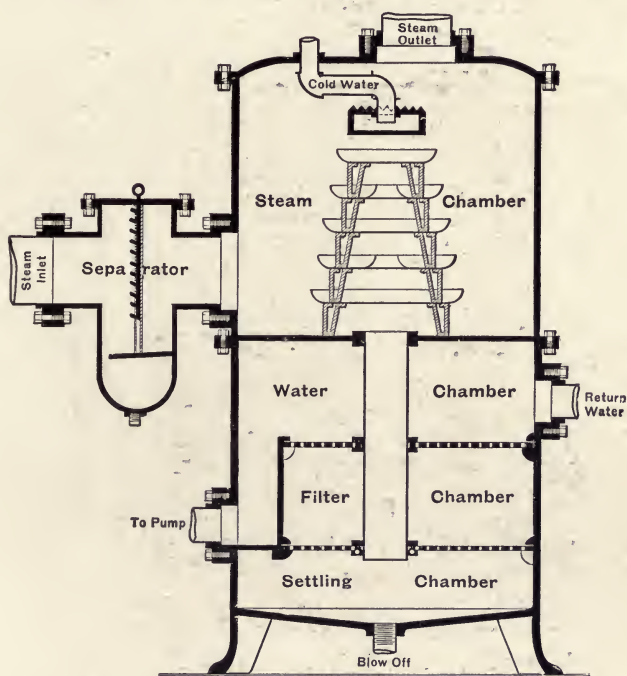 Steam
Outlet
Cold Water
Steam Chamber
Steam
Inlet
Separator
Water Chamber
Return
Water
Filter Chamber
To Pump
Settling Chamber
Blow Off